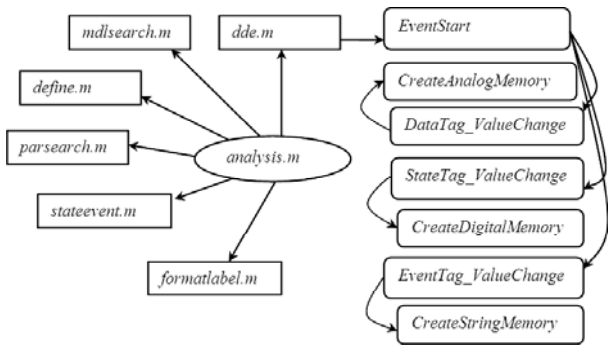 mdlsearch.m
dde.m
EventStart
define.m
CreateAnalogMemory
DataTag_ValueChange
parsearch.m
analysis.m
StateTag_ValueChange
stateevent.m
CreateDigitalMemory
formatlabel.m
EventTag_ValueChange
CreateStringMemory